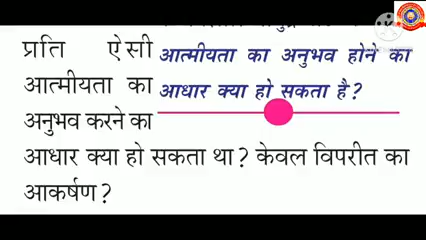 प्रति ऐसी
आत्मीयता का
अनुभव करने का
आत्मीयता का अनुभव होने का
आधार क्या हो सकता है?
आधार क्या हो सकता था? केवल विपरीत का
आकर्षण?